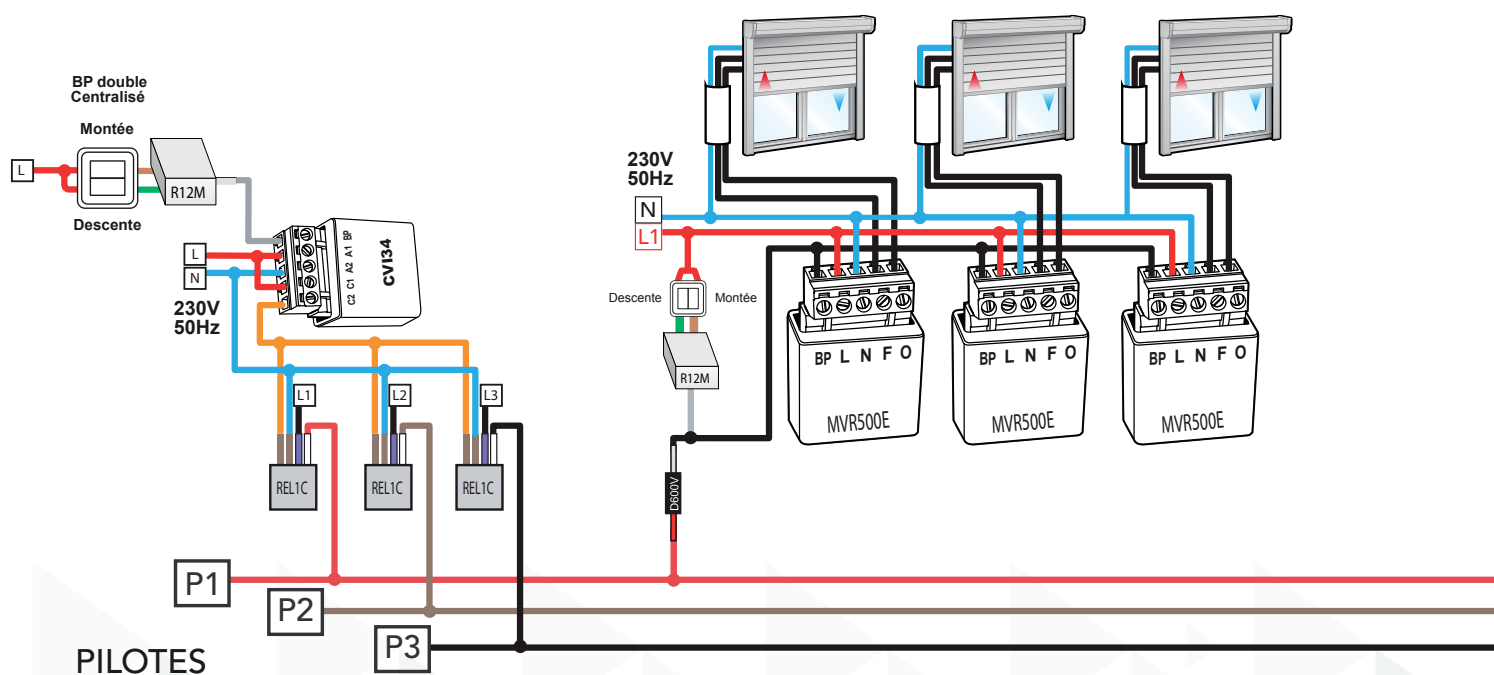 BP double
Centralisé
Montée
L
R12M
Descente
L
N
230V
50Hz
C2 C1 A2 A1 BP
CVI34
L1
L2
L3
REL1C
REL1C
REL1C
230V
50Hz
N
L1
Descente
Montée
R12M
D600V
BP L N F O
MVR500E
BP L N F O
MVR500E
BP L N F O
MVR500E
P1
P2
P3
PILOTES